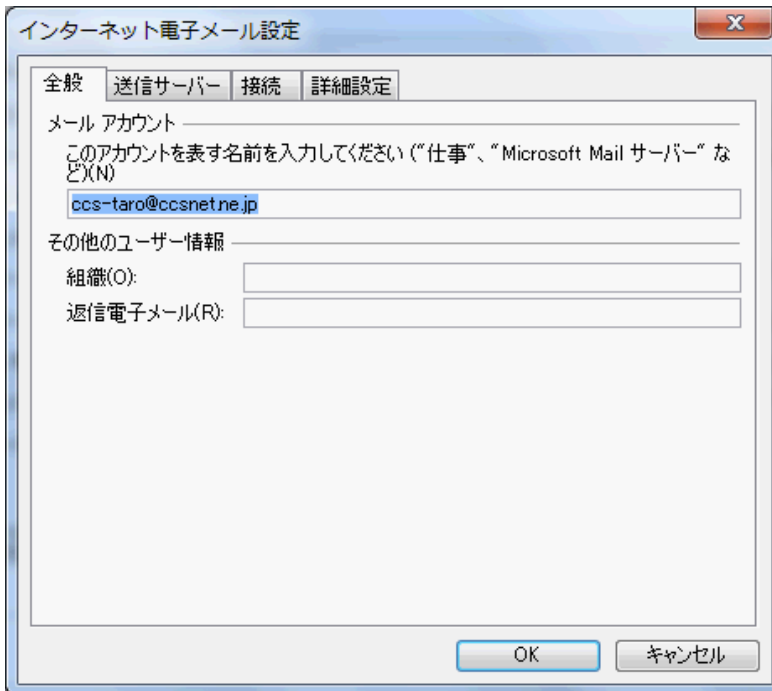 インターネット電子メール設定
全般 送信サーバー 接続 詳細設定
メール アカウント
このアカウントを表す名前を入力してください ("仕事"、"Microsoft Mail サーバー" な
ど)(N)
ccs-taro@ccsnet.ne.jp
その他のユーザー情報
組織(O):
返信電子メール(R):
OK キャンセル